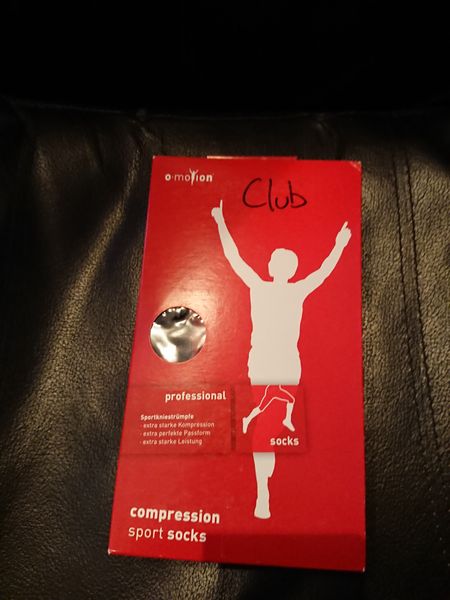 o·motion
Club
professional
Sportkniestrümpfe
· extra starke Kompression
· extra perfekte Passform
· extra starke Leistung
socks
compression
sport socks